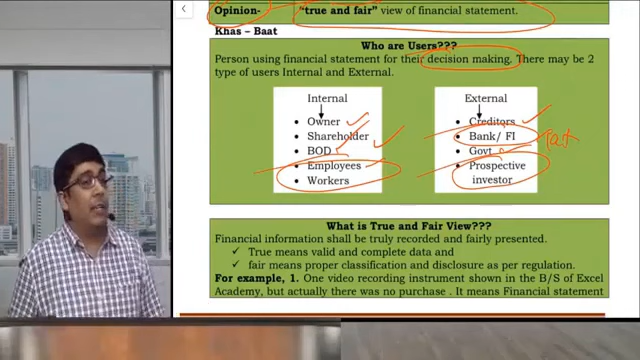 Opinion- "true and fair" view of financial statement.
Khas - Baat
Who are Users???
Person using financial statement for their decision making. There may be 2
type of users Internal and External.
Internal
• Owner
• Shareholder
• BOD
• Employees
• Workers
External
• Creditors
• Bank/ FI
• Govt
• Prospective
investor
tax
What is True and Fair View???
Financial information shall be truly recorded and fairly presented.
✓ True means valid and complete data and
✓ fair means proper classification and disclosure as per regulation.
For example, 1. One video recording instrument shown in the B/S of Excel
Academy, but actually there was no purchase . It means Financial statement